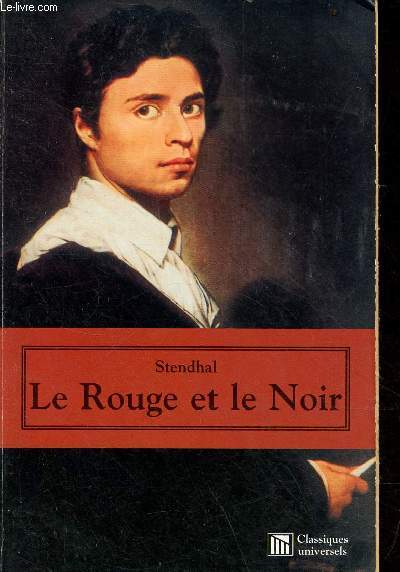 © Le-livre.com
Stendhal
Le Rouge et le Noir
Classiques
universels